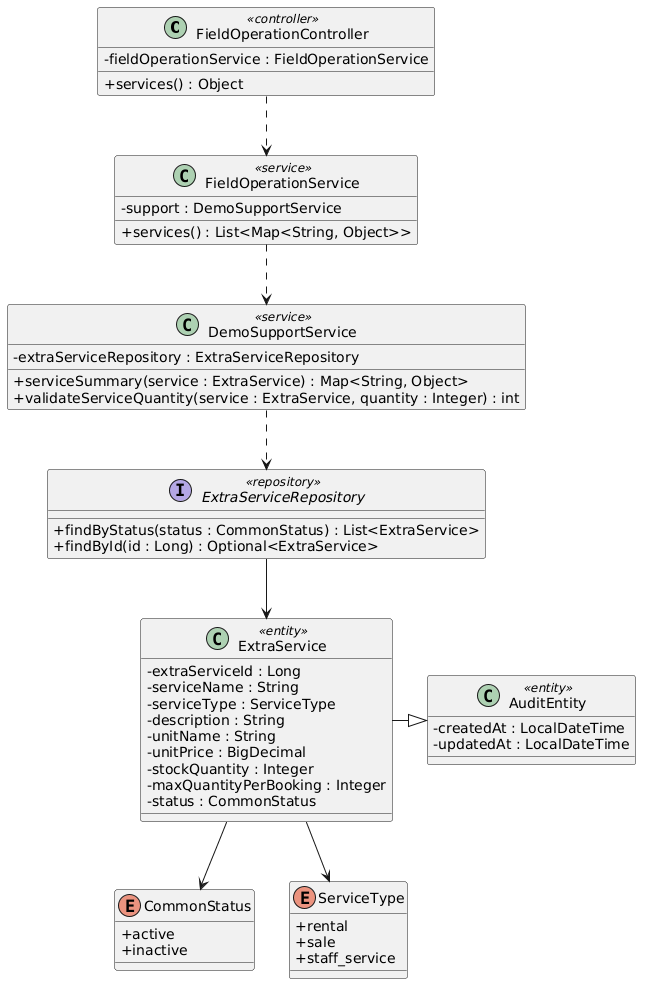 C
«controller»
FieldOperationController
-fieldOperationService : FieldOperationService
+services() : Object
C
«service»
FieldOperationService
-support : DemoSupportService
+services() : List<Map<String, Object>>
C
«service»
DemoSupportService
-extraServiceRepository : ExtraServiceRepository
+serviceSummary(service : ExtraService) : Map<String, Object>
+validateServiceQuantity(service : ExtraService, quantity : Integer) : int
I
«repository»
ExtraServiceRepository
+findByStatus(status : CommonStatus) : List<ExtraService>
+findById(id : Long) : Optional<ExtraService>
C
«entity»
ExtraService
-extraServiceId : Long
-serviceName : String
-serviceType : ServiceType
-description : String
-unitName : String
-unitPrice : BigDecimal
-stockQuantity : Integer
-maxQuantityPerBooking : Integer
-status : CommonStatus
C
«entity»
AuditEntity
-createdAt : LocalDateTime
-updatedAt : LocalDateTime
E CommonStatus
+active
+inactive
E ServiceType
+rental
+sale
+staff_service